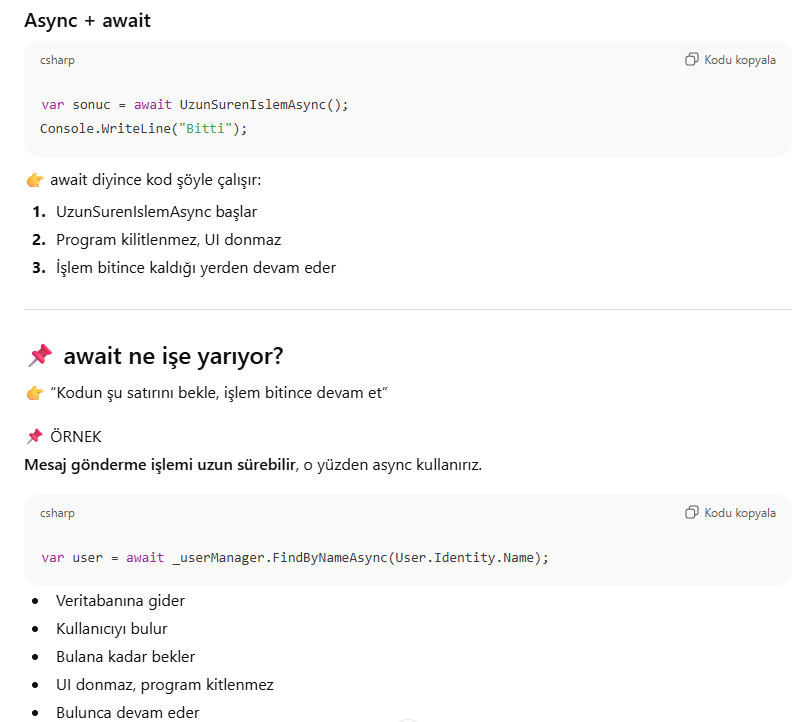 Async + await
csharp
Kodu kopyala
var sonuc = await UzunSurenIslemAsync();
Console.WriteLine("Bitti");
👉 await diyince kod şöyle çalışır:
1. UzunSurenIslemAsync başlar
2. Program kilitlenmez, UI donmaz
3. İşlem bitince kaldığı yerden devam eder
📌 await ne işe yarıyor?
👉 “Kodun şu satırını bekle, işlem bitince devam et”
📌 ÖRNEK
Mesaj gönderme işlemi uzun sürebilir, o yüzden async kullanırız.
csharp
Kodu kopyala
var user = await _userManager.FindByNameAsync(User.Identity.Name);
• Veritabanına gider
• Kullanıcıyı bulur
• Bulana kadar bekler
• UI donmaz, program kitlenmez
• Bulunca devam eder